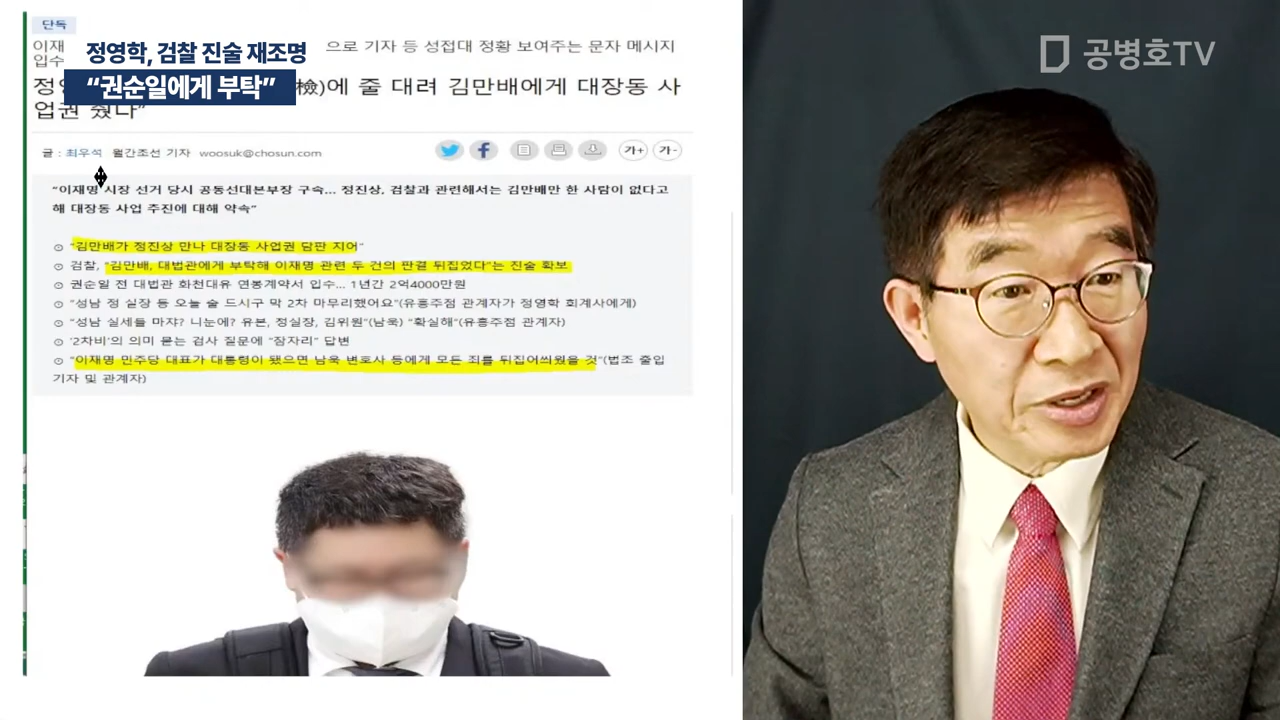 단독
이재 으로 기자 등 성접대 정황 보여주는 문자 메시지
입수
정영학, 검찰 진술 재조명
“권순일에게 부탁”
檢)에 줄 대려 김만배에게 대장동 사
업권 줬다”
글 : 최우석 월간조선 기자 woosuk@chosun.com
가+ 가-
“이재명 시장 선거 당시 공동선대본부장 구속... 정진상, 검찰과 관련해서는 김만배만 한 사람이 없다고
해 대장동 사업 추진에 대해 약속”
⊙ “김만배가 정진상 만나 대장동 사업권 담판 지어”
⊙ 검찰, “김만배, 대법관에게 부탁해 이재명 관련 두 건의 판결 뒤집었다”는 진술 확보
⊙ 권순일 전 대법관 화천대유 연봉계약서 입수... 1년간 2억4000만원
⊙ “성남 정 실장 등 오늘 술 드시구 막 2차 마무리했어요”(유흥주점 관계자가 정영학 회계사에게)
⊙ “성남 실세들 마쟈? 니눈에? 유본, 정실장, 김위원”(남욱) “확실해”(유흥주점 관계자)
⊙ ‘2차비’의 의미 묻는 검사 질문에 “잠자리” 답변
⊙ “이재명 민주당 대표가 대통령이 됐으면 남욱 변호사 등에게 모든 죄를 뒤집어씌웠을 것”(법조 출입
기자 및 관계자)
공병호TV